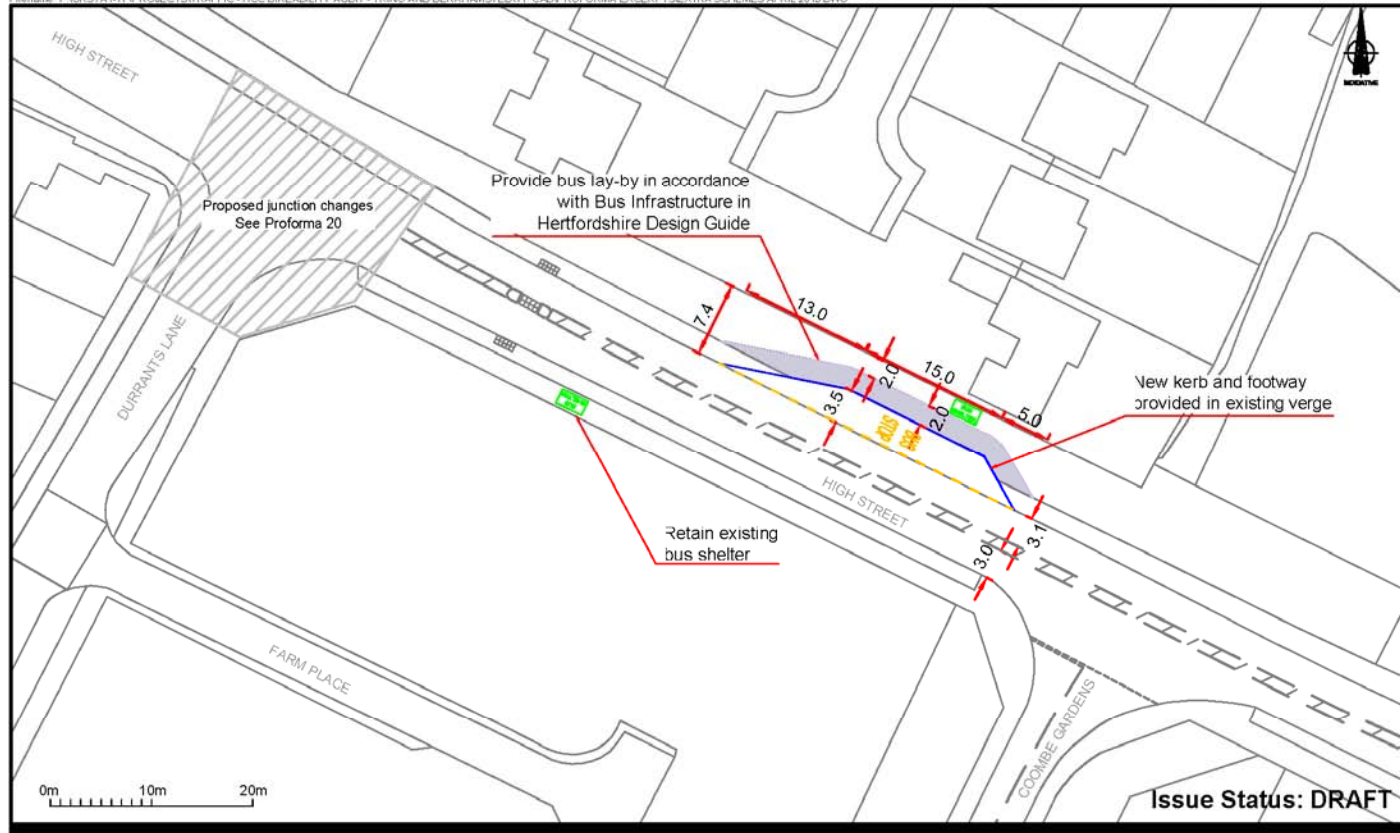 HIGH STREET
INDICATIVE
Provide bus lay-by in accordance
with Bus Infrastructure in
Hertfordshire Design Guide
Proposed junction changes
See Proforma 20
13.0
7.4
2.0
15.0
3.5
2.0
5.0
BUS
STOP
New kerb and footway
provided in existing verge
DURRANTS LANE
HIGH STREET
3.1
3.0
Retain existing
bus shelter
FARM PLACE
COOMBE GARDENS
0m 10m 20m
Issue Status: DRAFT